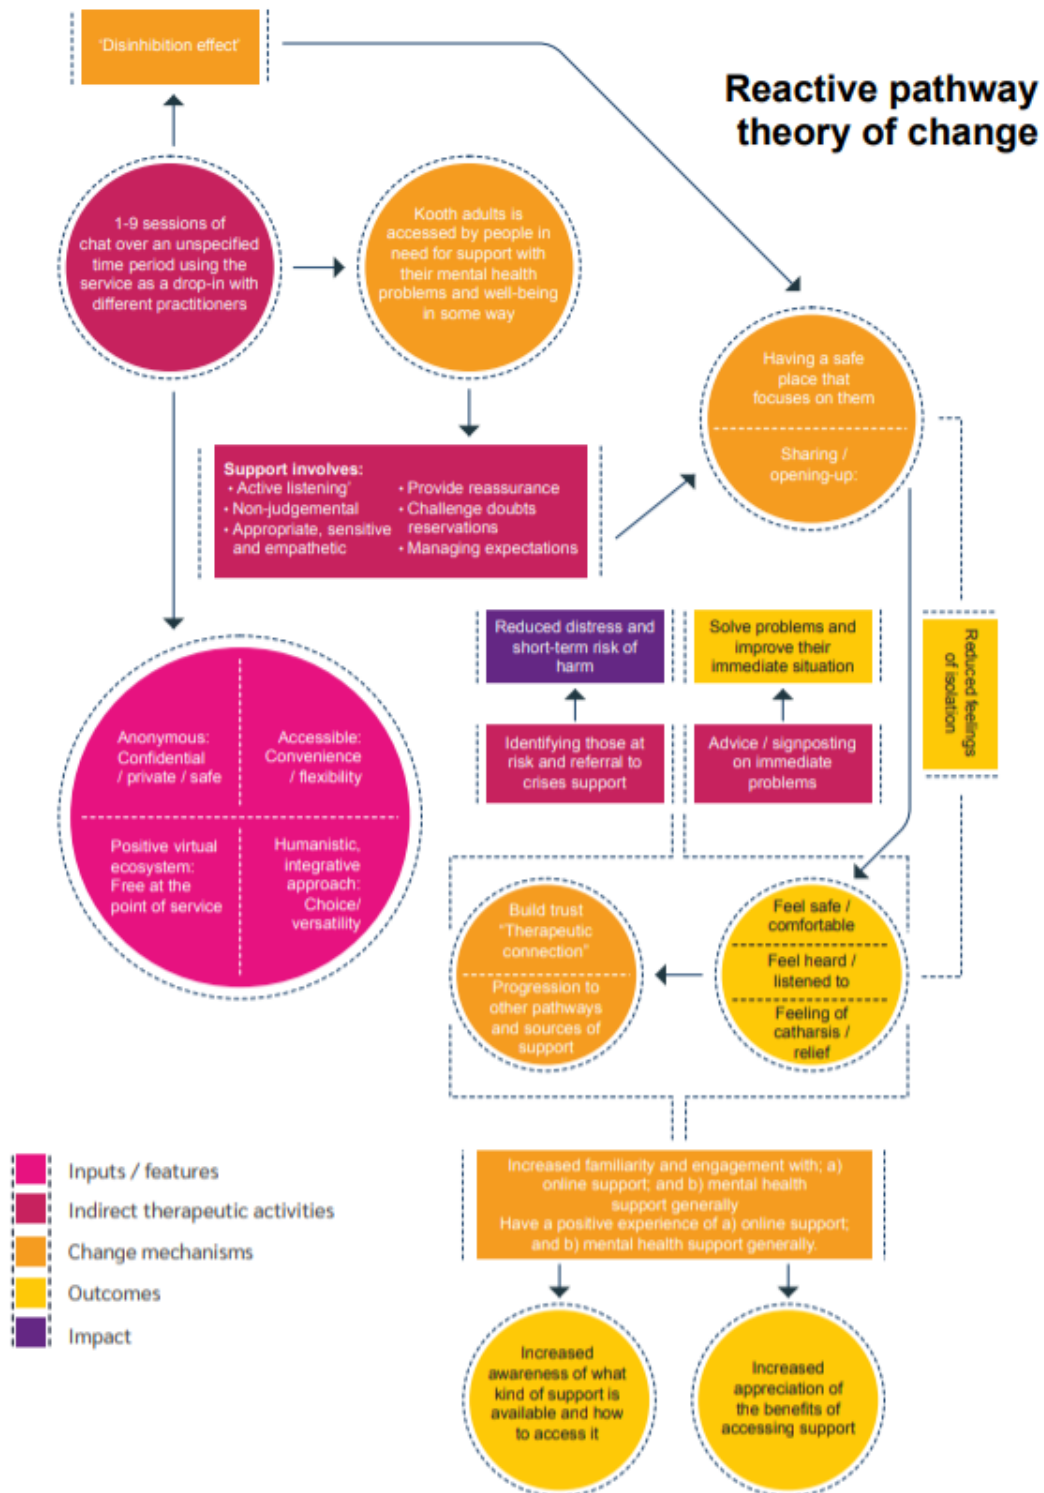 'Disinhibition effect'
Reactive pathway
theory of change
1-9 sessions of
chat over an unspecified
time period using the
service as a drop-in with
different practitioners
Kooth adults is
accessed by people in
need for support with
their mental health
problems and well-being
in some way
Having a safe
place that
focuses on them
Sharing /
opening-up:
Support involves:
• Active listening'
• Non-judgemental
• Appropriate, sensitive
and empathetic
• Provide reassurance
• Challenge doubts
reservations
• Managing expectations
Reduced distress and
short-term risk of
harm
Solve problems and
improve their
immediate situation
Reduced feelings
of isolation
Identifying those at
risk and referral to
crises support
Advice / signposting
on immediate
problems
Anonymous:
Confidential
/ private / safe
Accessible:
Convenience
/ flexibility
Positive virtual
ecosystem:
Free at the
point of service
Humanistic,
integrative
approach:
Choice/
versatility
Build trust
"Therapeutic
connection"
Progression to
other pathways
and sources of
support
Feel safe /
comfortable
Feel heard /
listened to
Feeling of
catharsis /
relief
Increased familiarity and engagement with; a)
online support; and b) mental health
support generally
Have a positive experience of a) online support;
and b) mental health support generally.
Inputs / features
Indirect therapeutic activities
Change mechanisms
Outcomes
Impact
Increased
awareness of what
kind of support is
available and how
to access it
Increased
appreciation of
the benefits of
accessing support